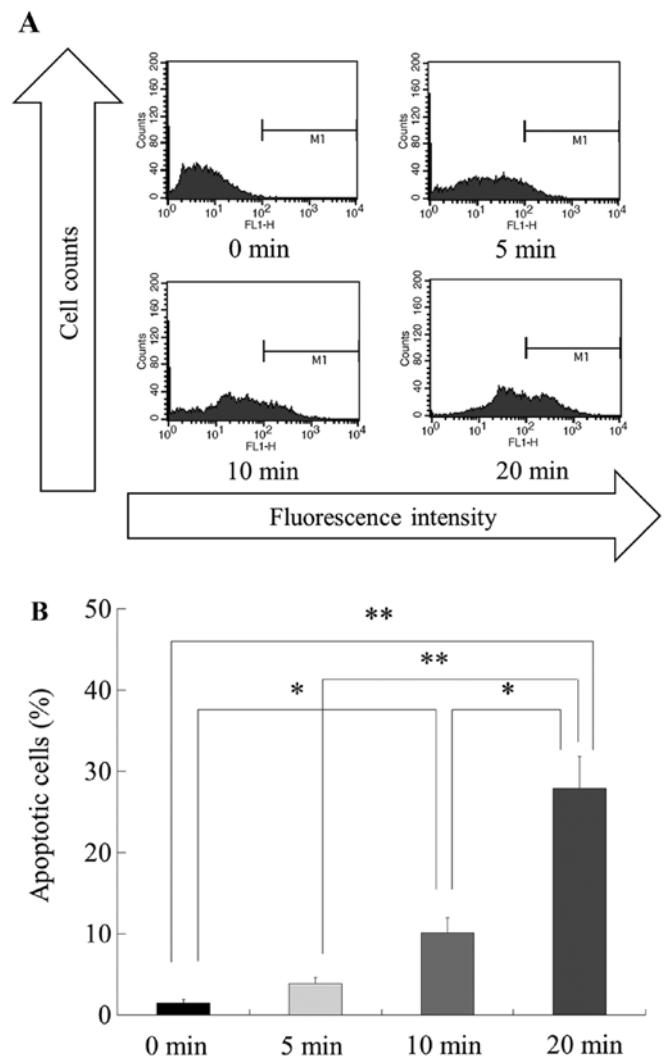 A
Cell counts
200
160
120
80
40
0
Counts
M1
10⁰ 10¹ 10² 10³ 10⁴
FL1-H
0 min
200
160
120
80
40
0
Counts
M1
10⁰ 10¹ 10² 10³ 10⁴
FL1-H
5 min
200
160
120
80
40
0
Counts
M1
10⁰ 10¹ 10² 10³ 10⁴
FL1-H
10 min
200
160
120
80
40
0
Counts
M1
10⁰ 10¹ 10² 10³ 10⁴
FL1-H
20 min
Fluorescence intensity
B
Apoptotic cells (%)
50
40
30
20
10
0
**
**
* *
0 min 5 min 10 min 20 min